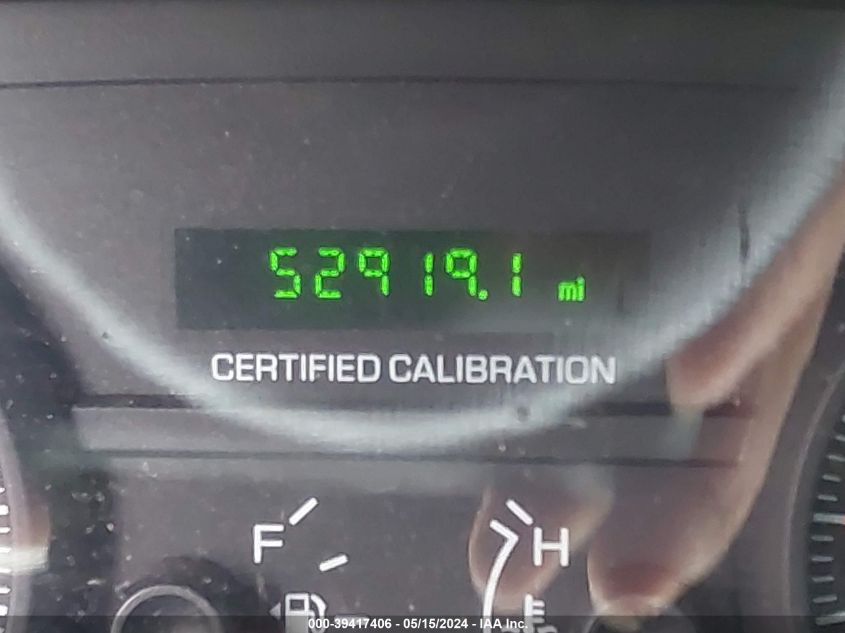 52919.1 mi
CERTIFIED CALIBRATION
F H
000-39417406 - 05/15/2024 - IAA Inc.